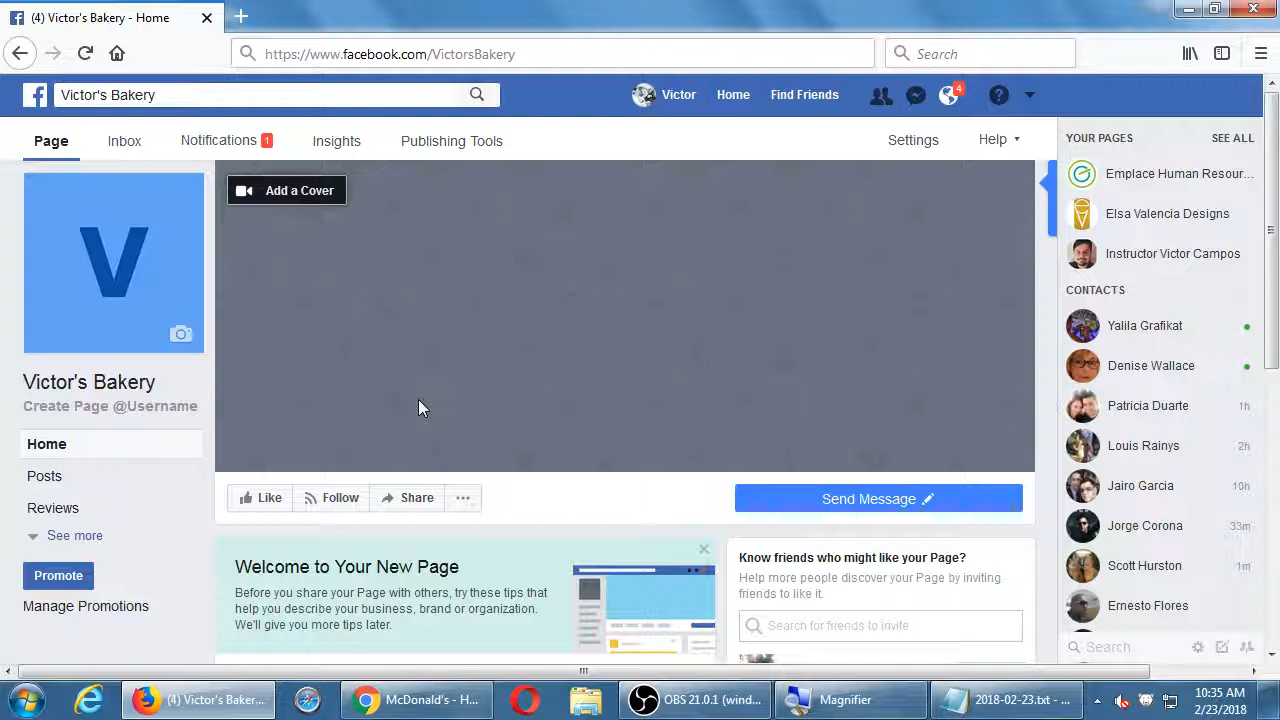 (4) Victor's Bakery - Home
https://www.facebook.com/VictorsBakery
Search
Victor's Bakery
Victor
Home
Find Friends
4
Page
Inbox
Notifications 1
Insights
Publishing Tools
Settings
Help
Add a Cover
V
Victor's Bakery
Create Page @Username
Home
Posts
Reviews
See more
Promote
Manage Promotions
Like
Follow
Share
Send Message
Welcome to Your New Page
Before you share your Page with others, try these tips that
help you describe your business, brand or organization.
We'll give you more tips later.
Know friends who might like your Page?
Help more people discover your Page by inviting
friends to like it.
Search for friends to invite
YOUR PAGES
SEE ALL
Emplace Human Resour...
Elsa Valencia Designs
Instructor Victor Campos
CONTACTS
Yalila Grafikat
Denise Wallace
Patricia Duarte 1h
Louis Rainys 2h
Jairo Garcia 10h
Jorge Corona 33m
Scott Hurston 1m
Ernesto Flores
Search
(4) Victor's Baker...
McDonald's - H...
OBS 21.0.1 (wind...
Magnifier
2018-02-23.txt - ...
10:35 AM
2/23/2018